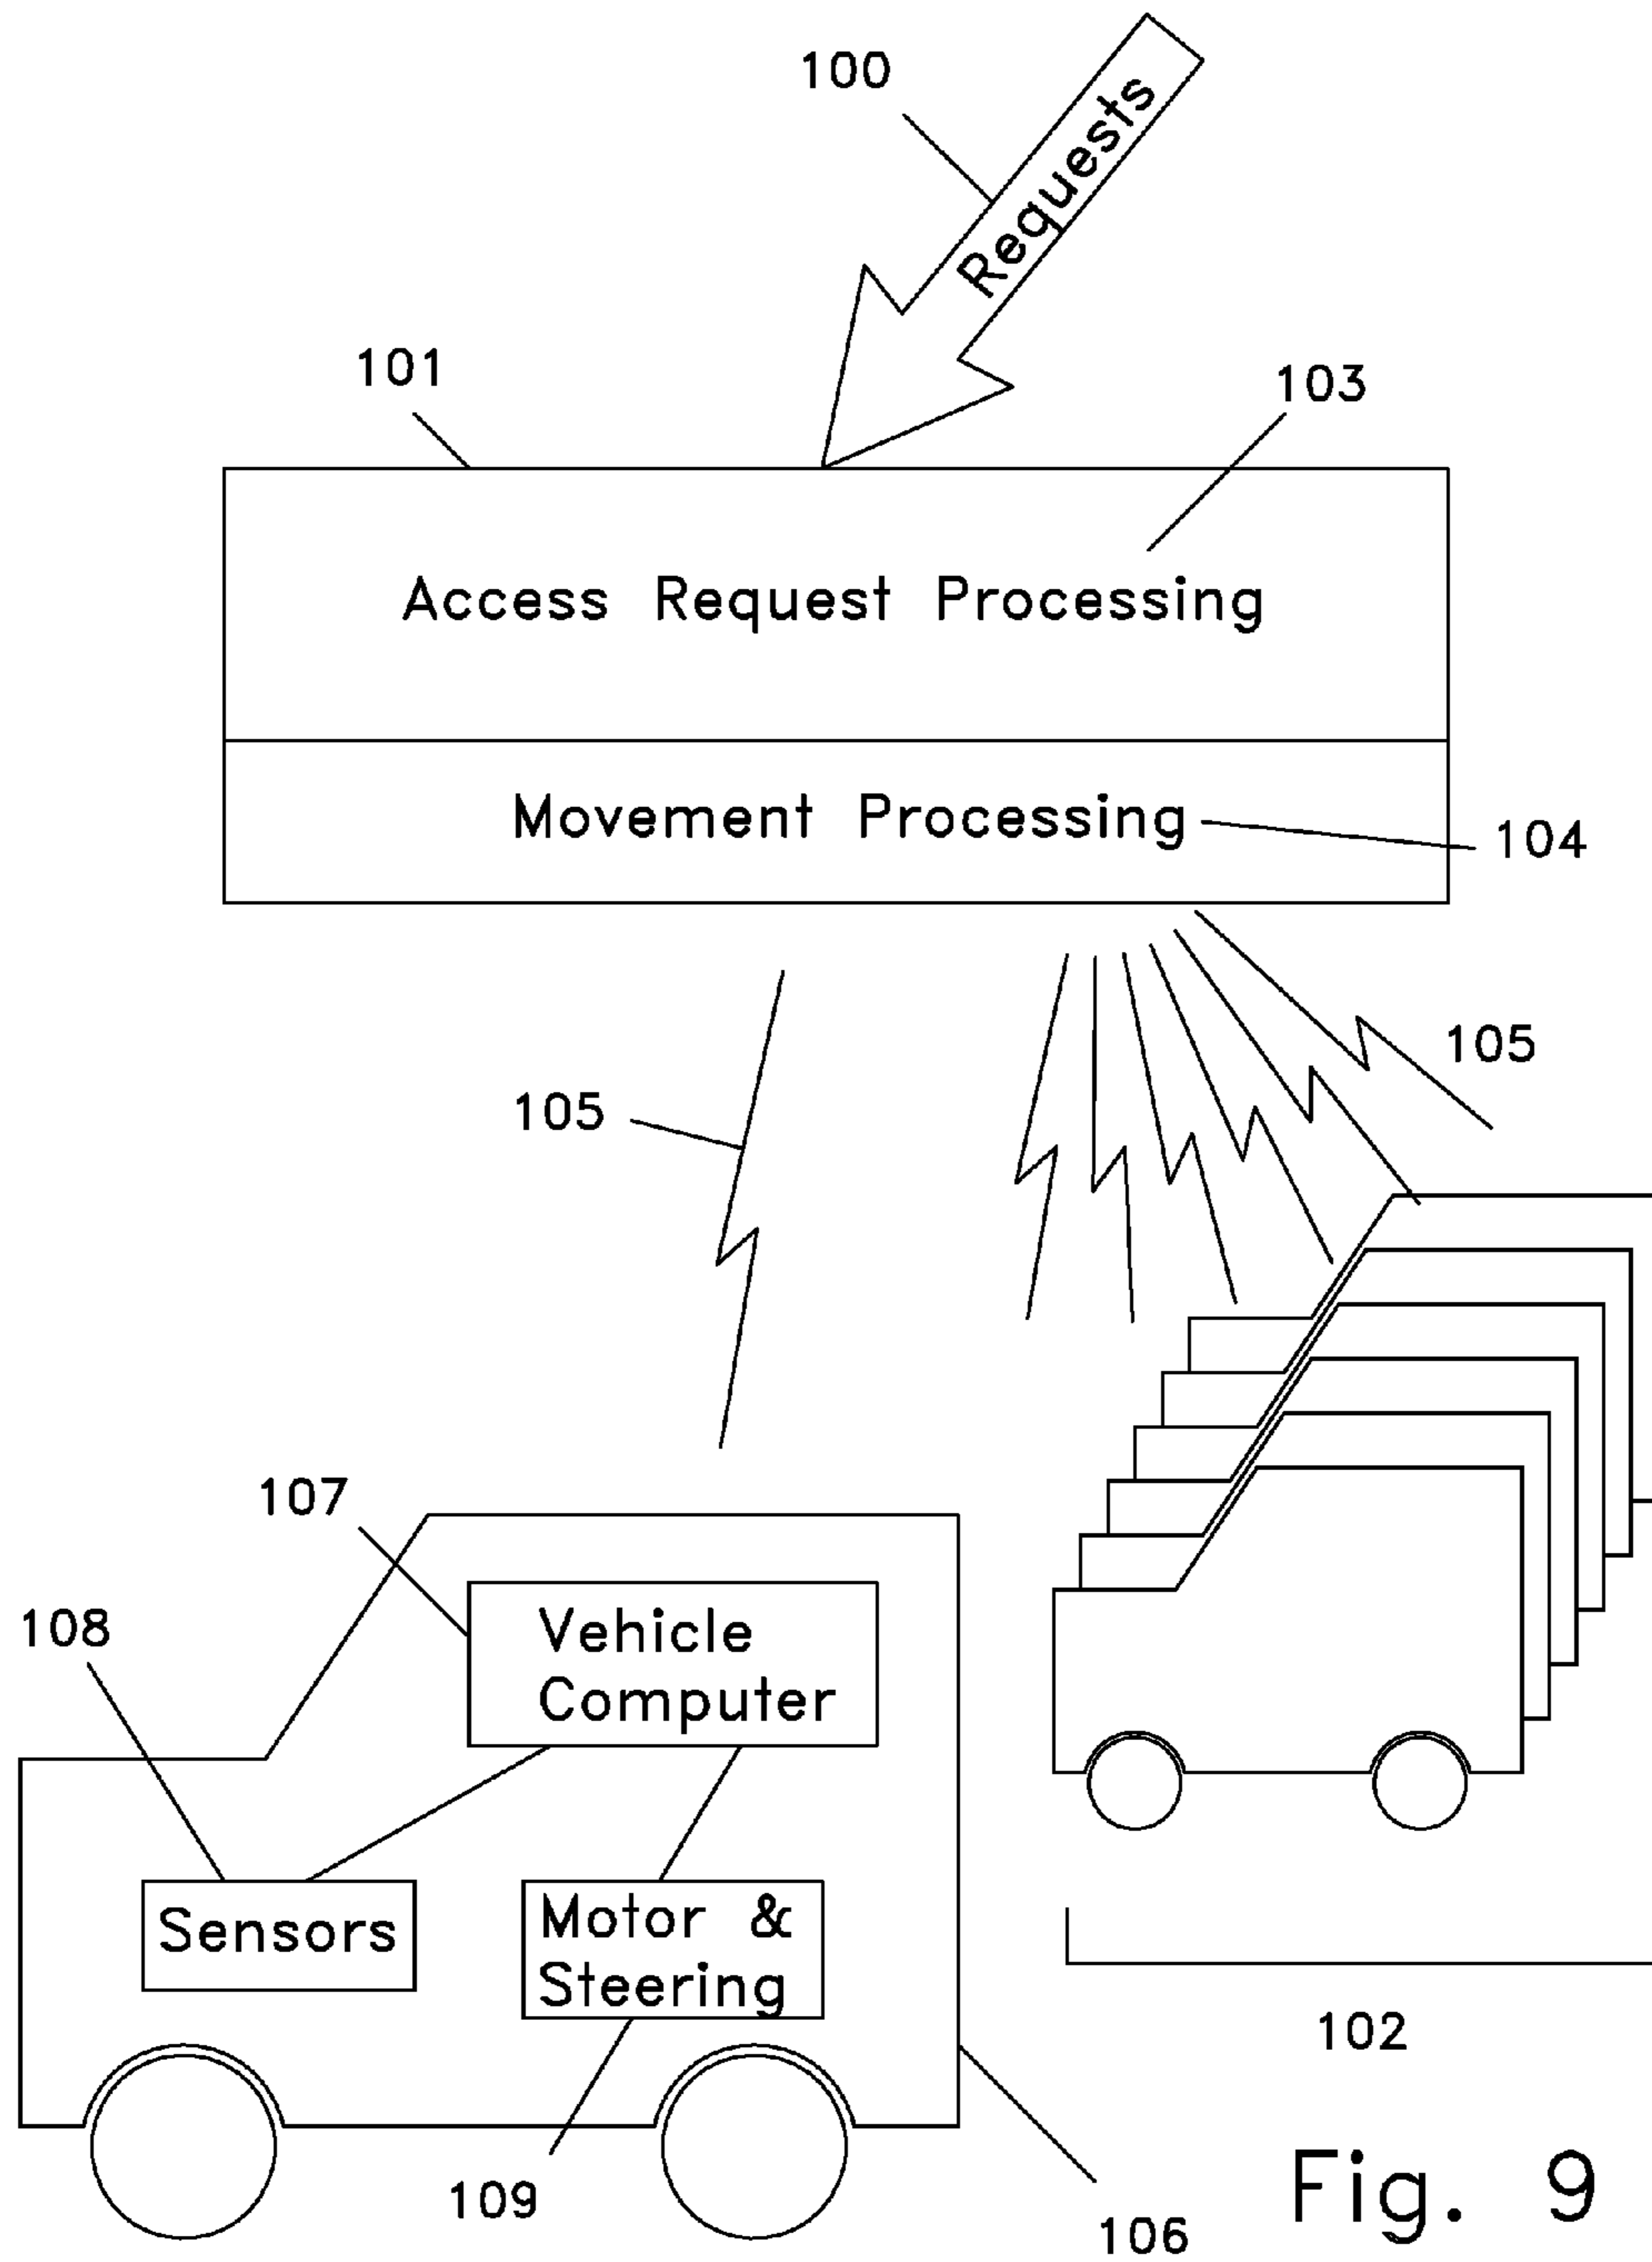 100
Requests
101
103
Access Request Processing
Movement Processing
104
105
105
107
108
Vehicle
Computer
Sensors
Motor &
Steering
102
109
106
Fig. 9